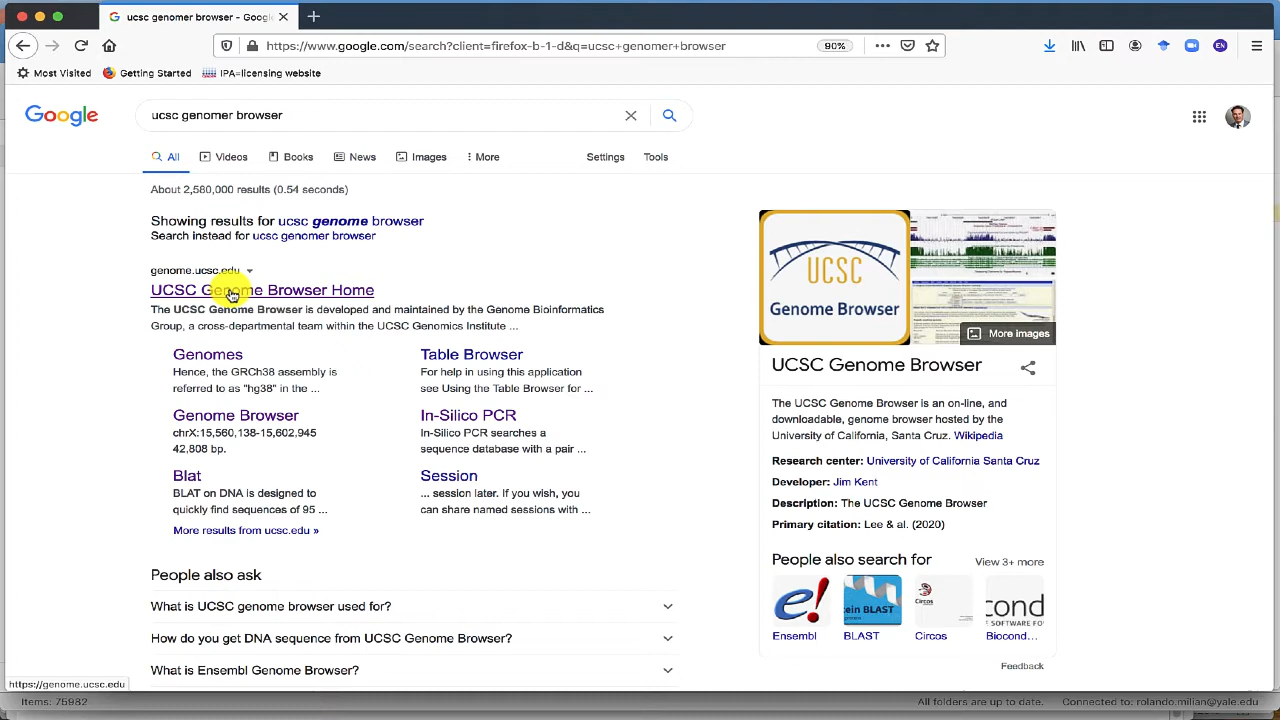 ucsc genomer browser - Googl
https://www.google.com/search?client=firefox-b-1-d&q=ucsc+genomer+browser
90%
EN
Most Visited
Getting Started
IPA=licensing website
Google
ucsc genomer browser
All
Videos
Books
News
Images
More
Settings
Tools
About 2,580,000 results (0.54 seconds)
Showing results for ucsc genome browser
Search instead for ucsc genomer browser
genome.ucsc.edu
UCSC Genome Browser Home
The UCSC Genome Browser is developed and maintained by the Genome Bioinformatics
Group, a cross-departmental team within the UCSC Genomics Institute ...
Genomes
Hence, the GRCh38 assembly is
referred to as "hg38" in the ...
Table Browser
For help in using this application
see Using the Table Browser for ...
Genome Browser
chrX:15,560,138-15,602,945
42,808 bp.
In-Silico PCR
In-Silico PCR searches a
sequence database with a pair ...
Blat
BLAT on DNA is designed to
quickly find sequences of 95 ...
Session
... session later. If you wish, you
can share named sessions with ...
More results from ucsc.edu »
People also ask
What is UCSC genome browser used for?
How do you get DNA sequence from UCSC Genome Browser?
What is Ensembl Genome Browser?
UCSC
Genome Browser
More images
UCSC Genome Browser
The UCSC Genome Browser is an on-line, and
downloadable, genome browser hosted by the
University of California, Santa Cruz. Wikipedia
Research center: University of California Santa Cruz
Developer: Jim Kent
Description: The UCSC Genome Browser
Primary citation: Lee & al. (2020)
People also search for
View 3+ more
e!
tein BLAST
Circos
cond
E SOFTWARE FO
Ensembl
BLAST
Circos
Biocond...
Feedback
https://genome.ucsc.edu
Items: 75982
All folders are up to date.
Connected to: rolando.milian@yale.edu